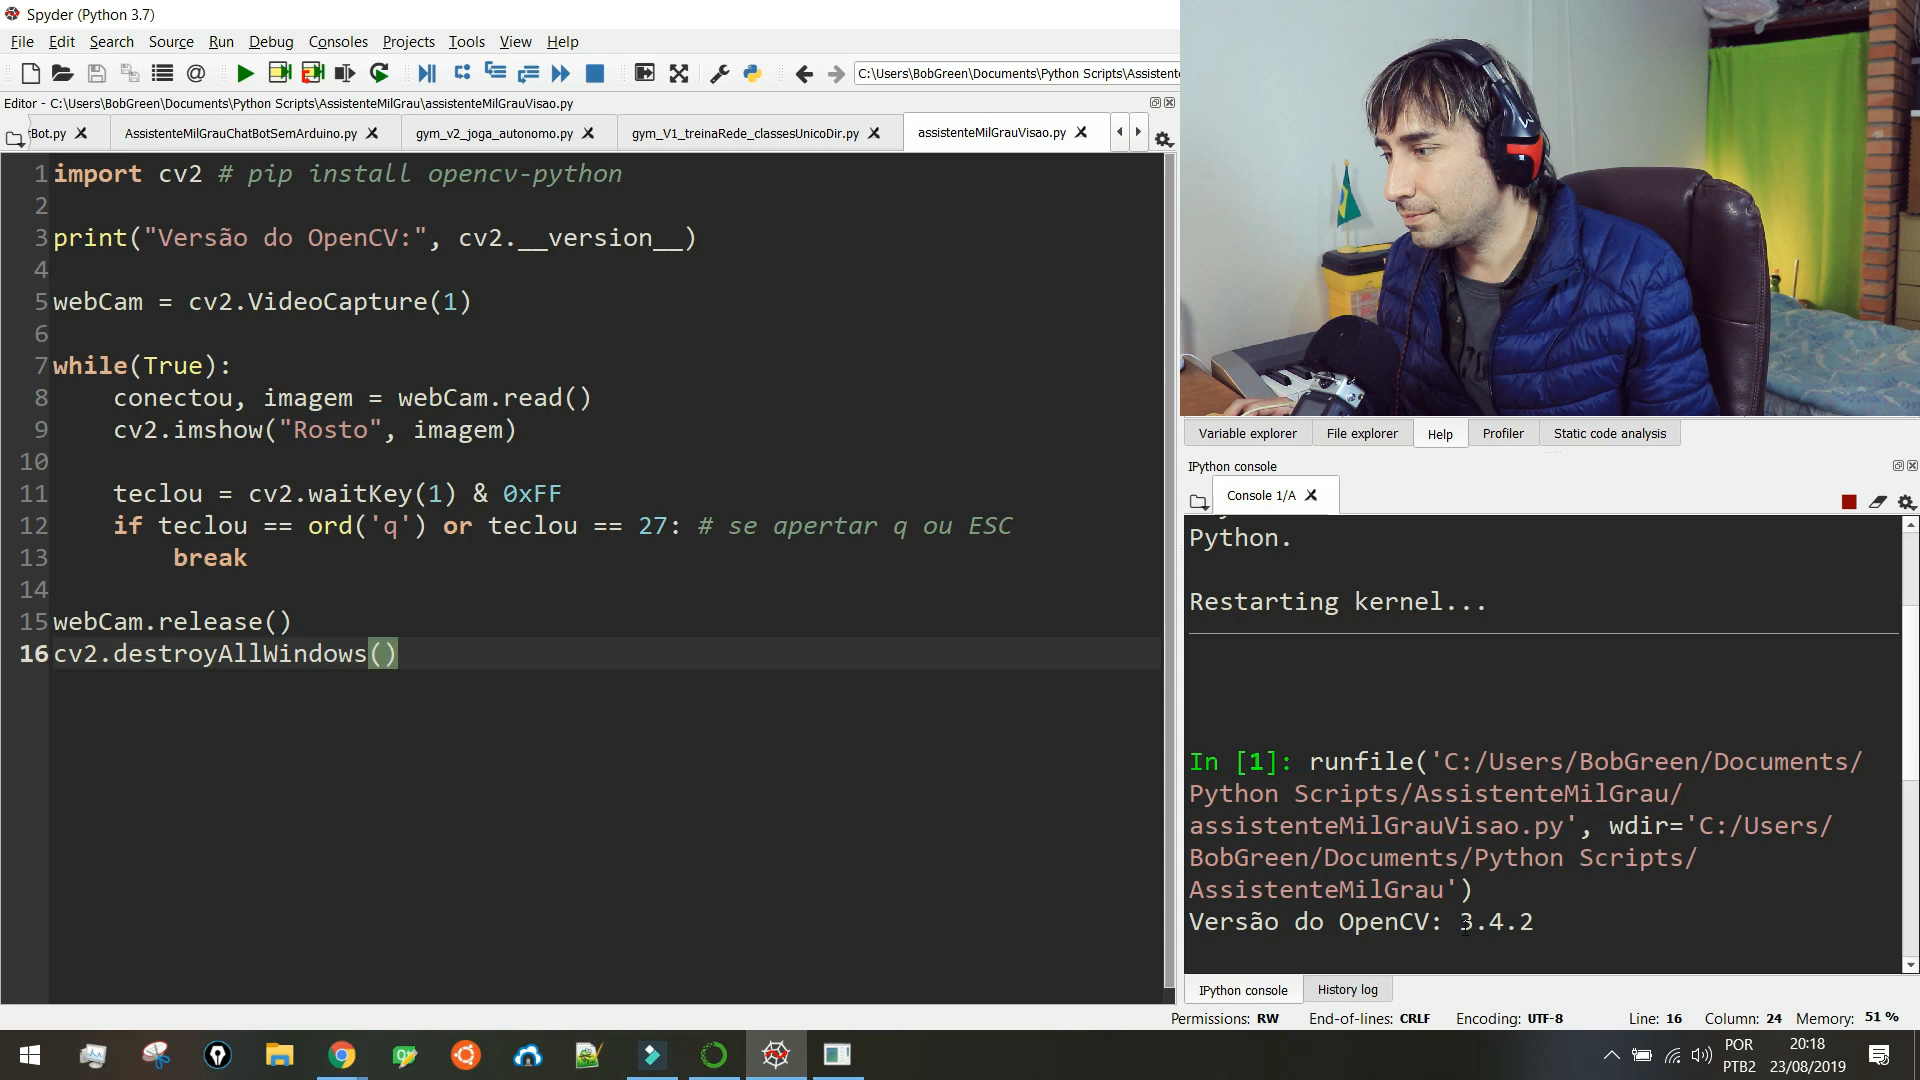 Spyder (Python 3.7)
File Edit Search Source Run Debug Consoles Projects Tools View Help
C:\Users\BobGreen\Documents\Python Scripts\Assistente
Editor - C:\Users\BobGreen\Documents\Python Scripts\AssistenteMilGrau\assistenteMilGrauVisao.py
Bot.py AssistenteMilGrauChatBotSemArduino.py gym_v2_joga_autonomo.py gym_V1_treinaRede_classesUnicoDir.py assistenteMilGrauVisao.py
1 import cv2 # pip install opencv-python
2
3 print("Versão do OpenCV:", cv2.__version__)
4
5 webCam = cv2.VideoCapture(1)
6
7 while(True):
8     conectou, imagem = webCam.read()
9     cv2.imshow("Rosto", imagem)
10
11     teclou = cv2.waitKey(1) & 0xFF
12     if teclou == ord('q') or teclou == 27: # se apertar q ou ESC
13         break
14
15 webCam.release()
16 cv2.destroyAllWindows()
Variable explorer File explorer Help Profiler Static code analysis
IPython console
Console 1/A
Python.
Restarting kernel...
In [1]: runfile('C:/Users/BobGreen/Documents/
Python Scripts/AssistenteMilGrau/
assistenteMilGrauVisao.py', wdir='C:/Users/
BobGreen/Documents/Python Scripts/
AssistenteMilGrau')
Versão do OpenCV: 3.4.2
IPython console History log
Permissions: RW End-of-lines: CRLF Encoding: UTF-8 Line: 16 Column: 24 Memory: 51 %
POR 20:18
PTB2 23/08/2019